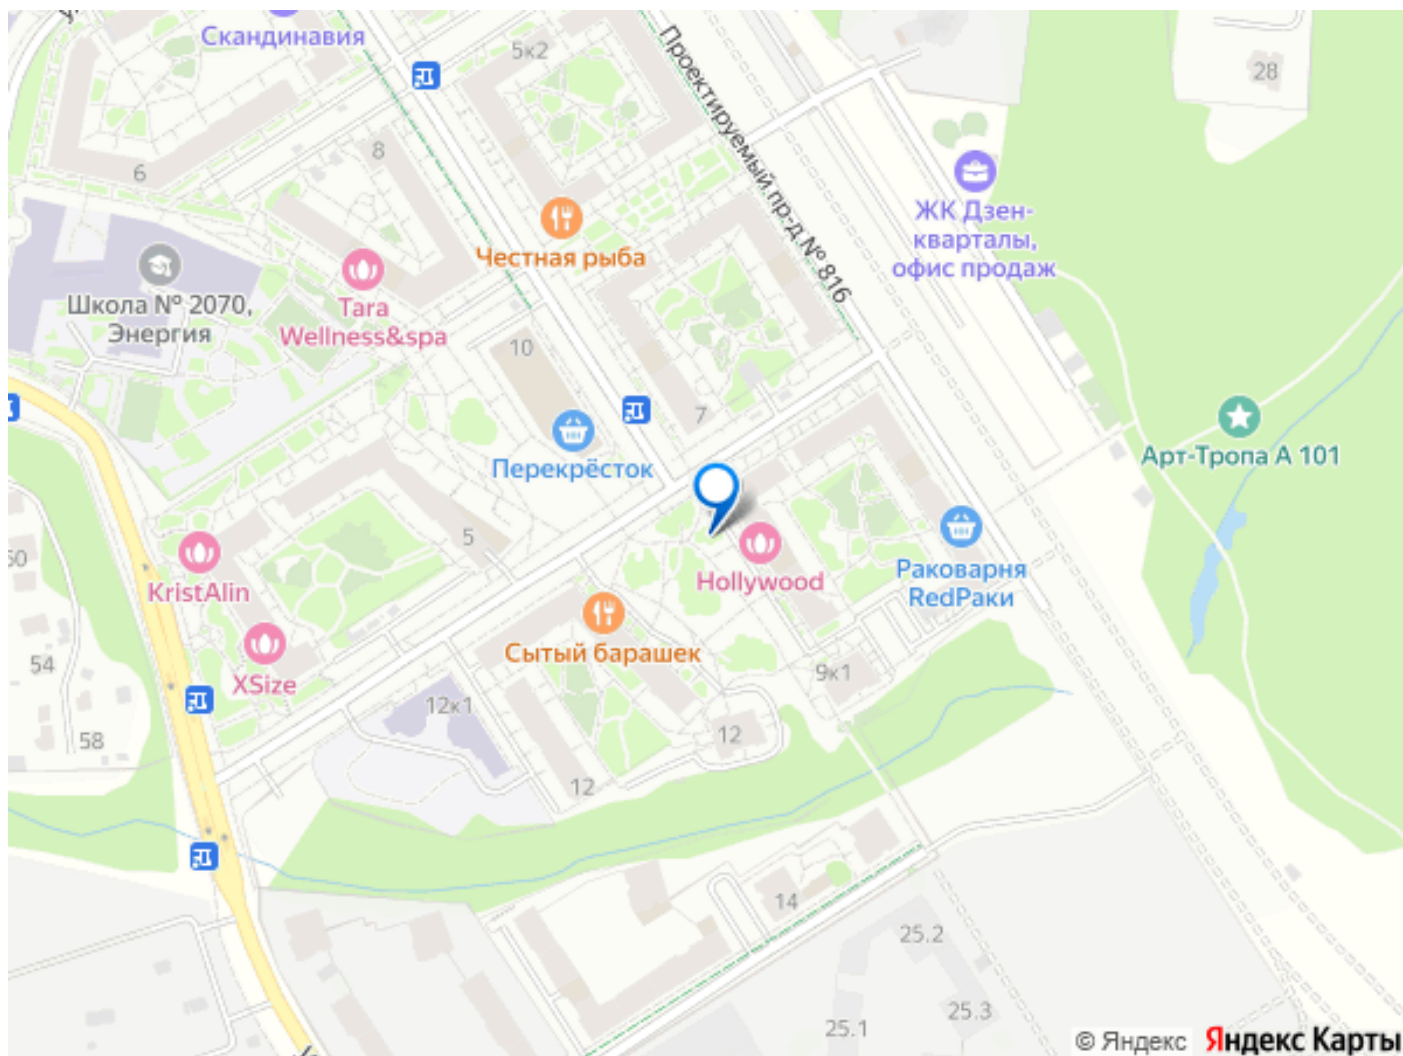 Скандинавия
5к2
28
Проектируемый пр-д № 816
8
6
ЖК Дзен-
кварталы,
офис продаж
Честная рыба
Школа № 2070,
Энергия
Tara
Wellness&spa
10
7
Перекрёсток
Арт-Тропа А 101
5
KristAlin
Hollywood
Раковарня
RedРаки
54
XSize
Сытый барашек
9к1
12к1
58
12
12
14
25.2
25.3
25.1
© Яндекс
Яндекс Карты